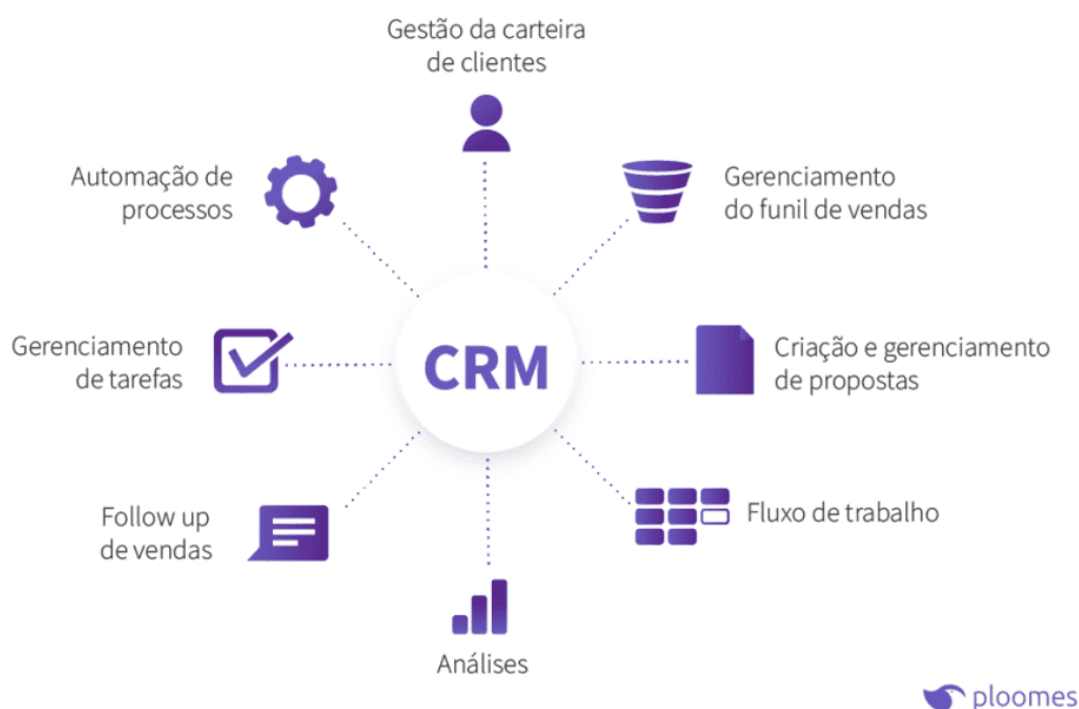 Gestão da carteira
de clientes
Automação de
processos
Gerenciamento
do funil de vendas
Gerenciamento
de tarefas
CRM
Criação e gerenciamento
de propostas
Follow up
de vendas
Fluxo de trabalho
Análises
ploomes